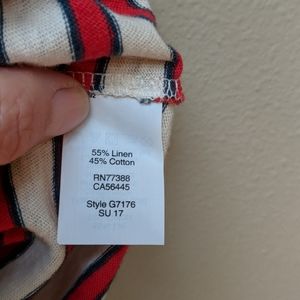 55% Linen
45% Cotton
RN77388
CA56445
Style G7176
SU 17